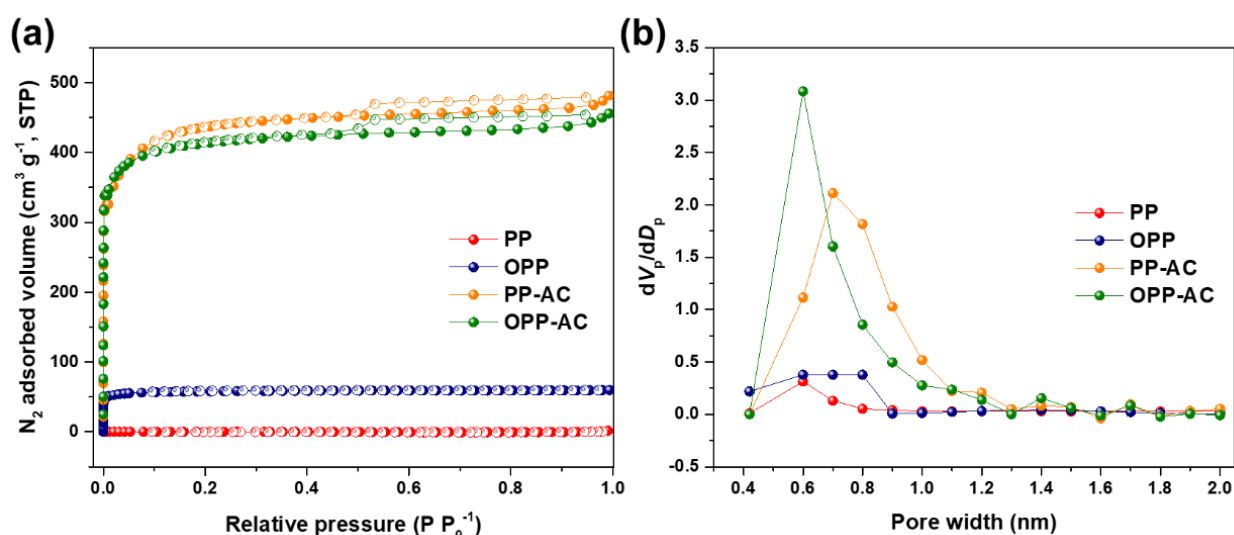 (a)
N₂ adsorbed volume (cm³ g⁻¹, STP)
500
400
300
200
100
0
PP
OPP
PP-AC
OPP-AC
0.0 0.2 0.4 0.6 0.8 1.0
Relative pressure (P P₀⁻¹)
(b)
dVₚ/dDₚ
3.5
3.0
2.5
2.0
1.5
1.0
0.5
0.0
-0.5
PP
OPP
PP-AC
OPP-AC
0.4 0.6 0.8 1.0 1.2 1.4 1.6 1.8 2.0
Pore width (nm)